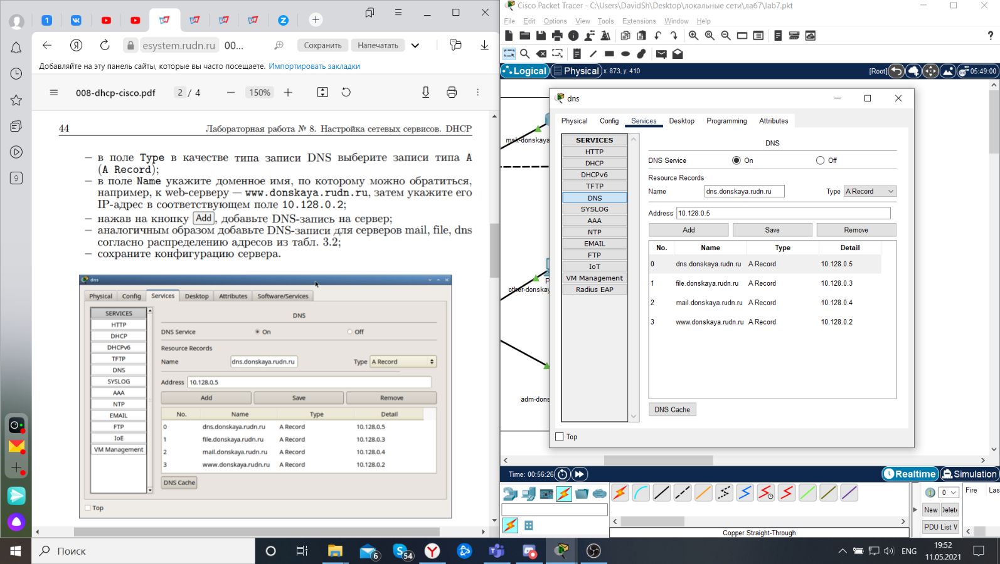 esystem.rudn.ru 00...
Сохранить
Напечатать
Добавляйте на эту панель сайты, которые вы часто посещаете. Импортировать закладки
008-dhcp-cisco.pdf
2 / 4
150%
44 Лабораторная работа № 8. Настройка сетевых сервисов. DHCP
– в поле Type в качестве типа записи DNS выберите записи типа A
(A Record);
– в поле Name укажите доменное имя, по которому можно обратиться,
например, к web-серверу — www.donskaya.rudn.ru, затем укажите его
IP-адрес в соответствующем поле 10.128.0.2;
– нажав на кнопку Add, добавьте DNS-запись на сервер;
– аналогичным образом добавьте DNS-записи для серверов mail, file, dns
согласно распределению адресов из табл. 3.2;
– сохраните конфигурацию сервера.
dns
Physical Config Services Desktop Attributes Software/Services
SERVICES
HTTP
DHCP
DHCPv6
TFTP
DNS
SYSLOG
AAA
NTP
EMAIL
FTP
IoE
VM Management
DNS
DNS Service On Off
Resource Records
Name dns.donskaya.rudn.ru Type A Record
Address 10.128.0.5
Add Save Remove
No. Name Type Detail
0 dns.donskaya.rudn.ru A Record 10.128.0.5
1 file.donskaya.rudn.ru A Record 10.128.0.3
2 mail.donskaya.rudn.ru A Record 10.128.0.4
3 www.donskaya.rudn.ru A Record 10.128.0.2
DNS Cache
Top
Cisco Packet Tracer - C:\Users\DavidSh\Desktop\локальные сети\лаб7\lab7.pkt
File Edit Options View Tools Extensions Window Help
Logical Physical x: 873, y: 410 [Root] 05:49:00
msk-donskaya
other-donskaya
adm-dons
dns
Physical Config Services Desktop Programming Attributes
SERVICES
HTTP
DHCP
DHCPv6
TFTP
DNS
SYSLOG
AAA
NTP
EMAIL
FTP
IoT
VM Management
Radius EAP
DNS
DNS Service On Off
Resource Records
Name dns.donskaya.rudn.ru Type A Record
Address 10.128.0.5
Add Save Remove
No. Name Type Detail
0 dns.donskaya.rudn.ru A Record 10.128.0.5
1 file.donskaya.rudn.ru A Record 10.128.0.3
2 mail.donskaya.rudn.ru A Record 10.128.0.4
3 www.donskaya.rudn.ru A Record 10.128.0.2
DNS Cache
Top
Time: 00:56:26
Realtime Simulation
0
Fire Las
New Delete
PDU List V
Copper Straight-Through
Поиск
6
54
ENG
19:52
11.05.2021